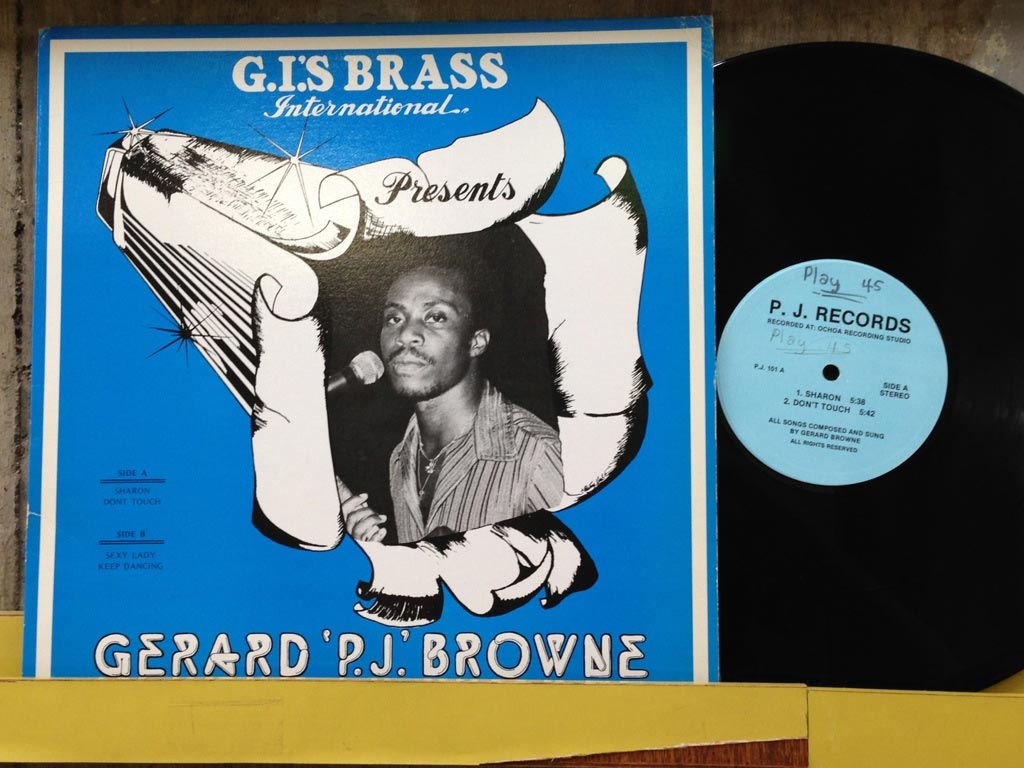 G.I.'S BRASS
International
Presents
SIDE A
SHARON
DONT TOUCH
SIDE B
SEXY LADY
KEEP DANCING
GERARD 'P.J.' BROWNE
Play 45
P. J. RECORDS
RECORDED AT: OCHOA RECORDING STUDIO
Play 45
P.J. 101 A
SIDE A
STEREO
1. SHARON 5:38
2. DON'T TOUCH 5:42
ALL SONGS COMPOSED AND SUNG
BY GERARD BROWNE
ALL RIGHTS RESERVED